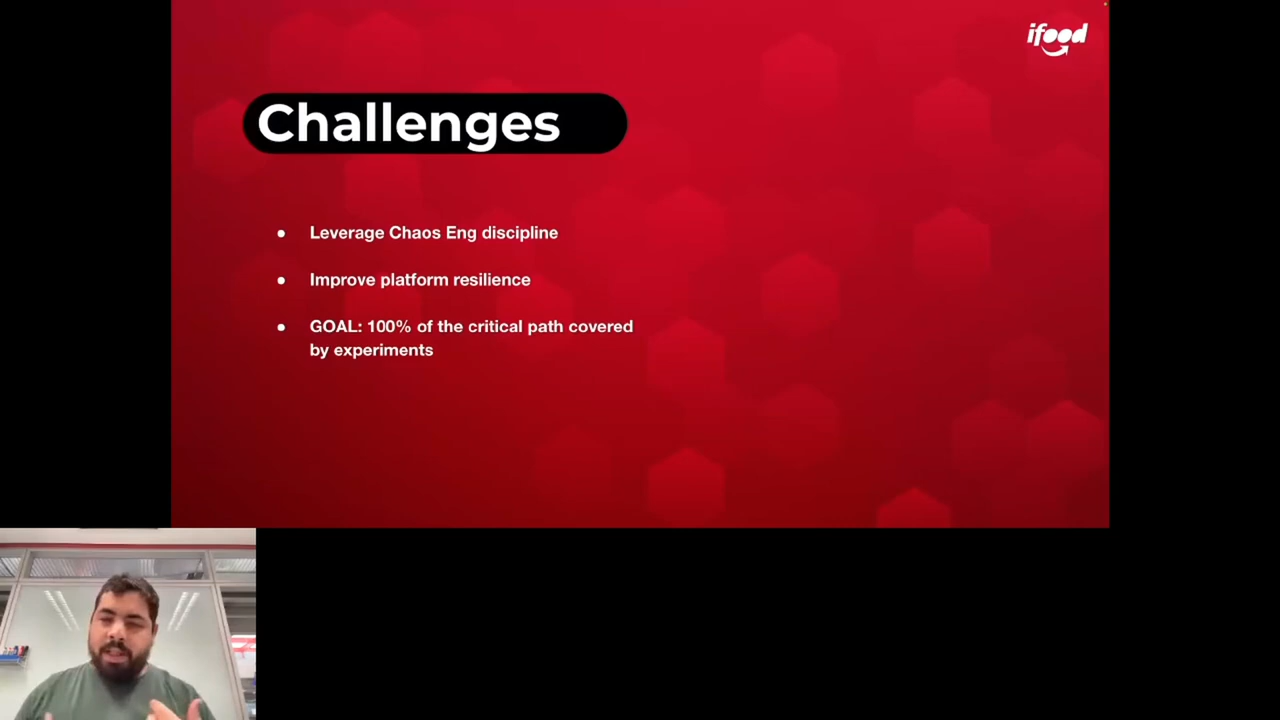 ifood
Challenges
● Leverage Chaos Eng discipline
● Improve platform resilience
● GOAL: 100% of the critical path covered
by experiments